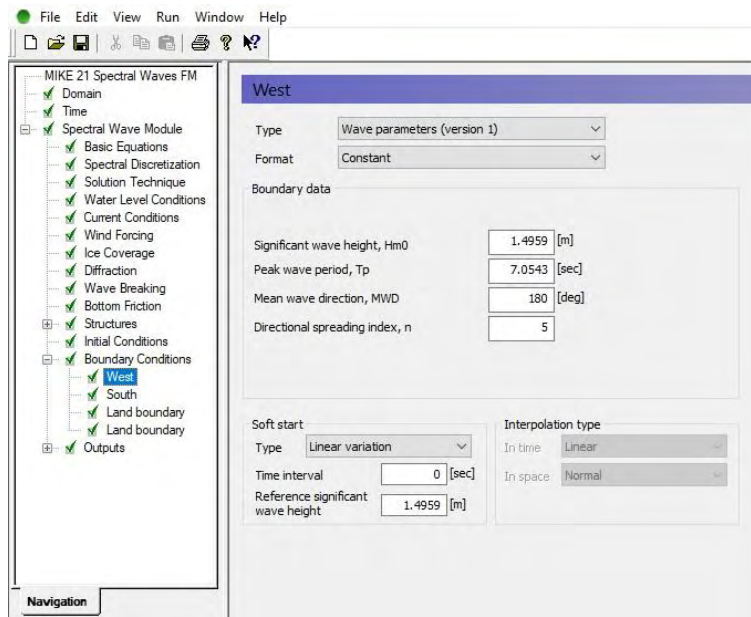 File Edit View Run Window Help
MIKE 21 Spectral Waves FM
Domain
Time
Spectral Wave Module
Basic Equations
Spectral Discretization
Solution Technique
Water Level Conditions
Current Conditions
Wind Forcing
Ice Coverage
Diffraction
Wave Breaking
Bottom Friction
Structures
Initial Conditions
Boundary Conditions
West
South
Land boundary
Land boundary
Outputs
Navigation
West
Type Wave parameters (version 1)
Format Constant
Boundary data
Significant wave height, Hm0 1.4959 [m]
Peak wave period, Tp 7.0543 [sec]
Mean wave direction, MWD 180 [deg]
Directional spreading index, n 5
Soft start
Type Linear variation
Time interval 0 [sec]
Reference significant
wave height 1.4959 [m]
Interpolation type
In time Linear
In space Normal